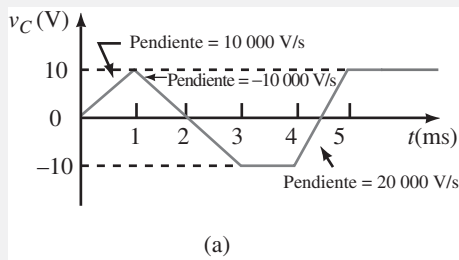 v_C (V)
Pendiente = 10 000 V/s
10
Pendiente = −10 000 V/s
0
1 2 3 4 5 t(ms)
−10
Pendiente = 20 000 V/s
(a)